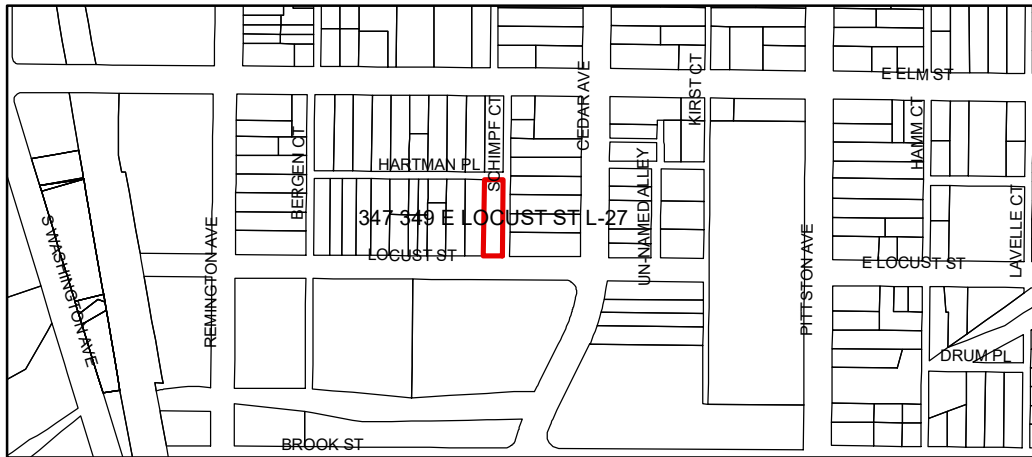 E ELM ST
KIRST CT
CEDAR AVE
SCHIMPF CT
HAMM CT
BERGEN CT
HARTMAN PL
UN-NAMED ALLEY
LAVELLE CT
347 349 E LOCUST ST L-27
S WASHINGTON AVE
REMINGTON AVE
LOCUST ST
PITTSTON AVE
E LOCUST ST
DRUM PL
BROOK ST